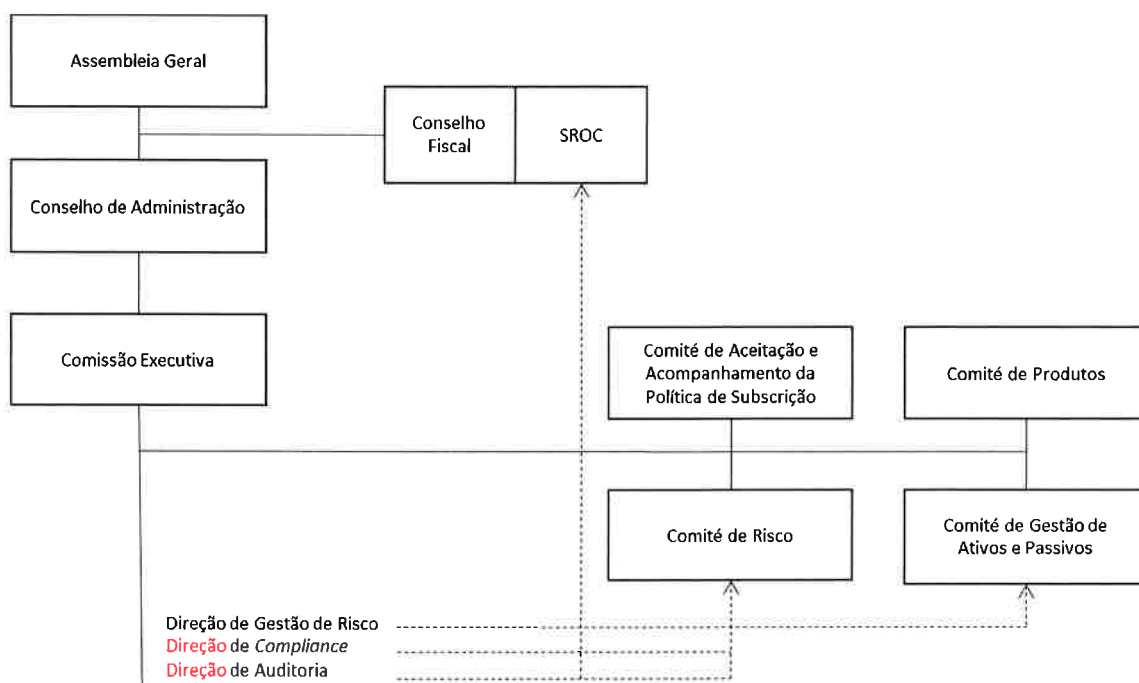 Assembleia Geral
Conselho
Fiscal
SROC
Conselho de Administração
Comissão Executiva
Comité de Aceitação e
Acompanhamento da
Política de Subscrição
Comité de Produtos
Comité de Risco
Comité de Gestão de
Ativos e Passivos
Direção de Gestão de Risco
Direção de Compliance
Direção de Auditoria